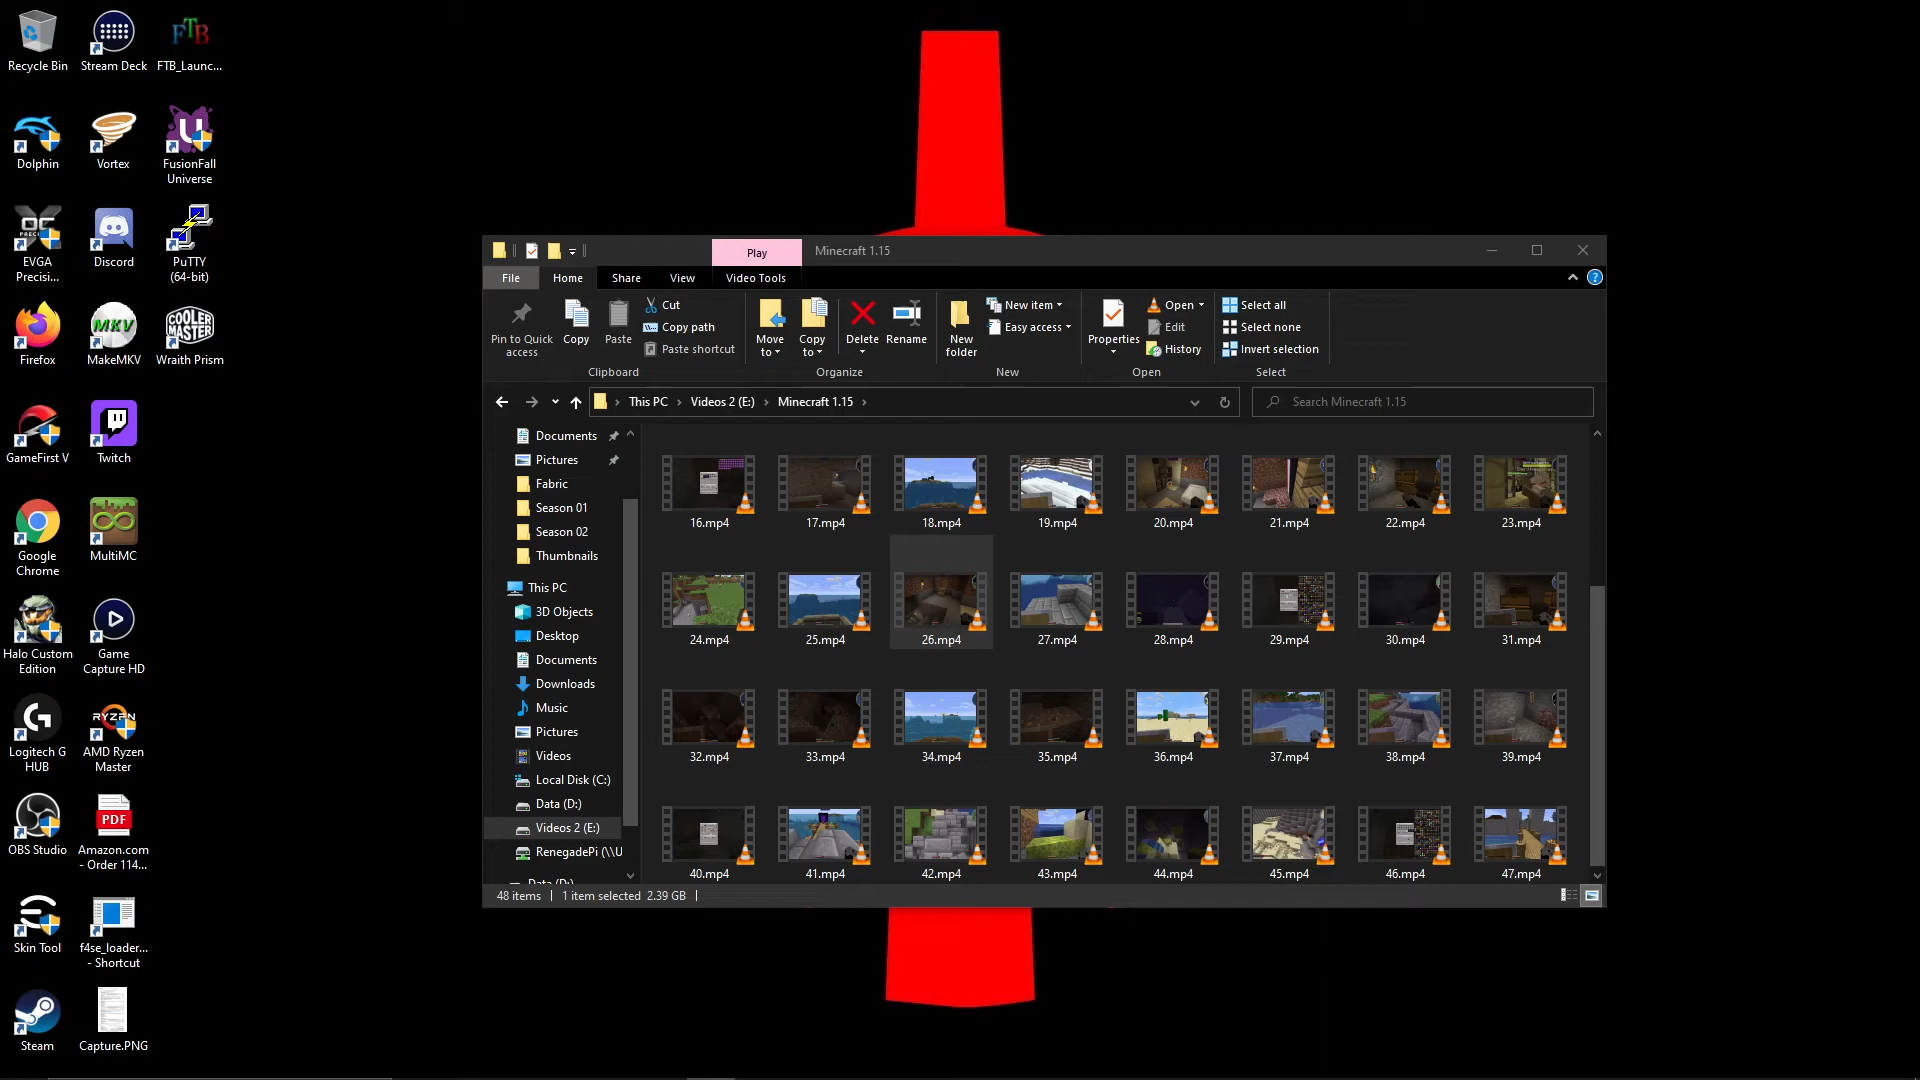 Recycle Bin
Stream Deck
FTB_Launc...
Dolphin
Vortex
FusionFall
Universe
EVGA
Precisi...
Discord
PuTTY
(64-bit)
Firefox
MakeMKV
Wraith Prism
GameFirst V
Twitch
Google
Chrome
MultiMC
Halo Custom
Edition
Game
Capture HD
Logitech G
HUB
AMD Ryzen
Master
OBS Studio
Amazon.com
- Order 114...
Skin Tool
f4se_loader...
- Shortcut
Steam
Capture.PNG
FTB
OC
PRECI
MKV
COOLER
MASTER
RYZEN
PDF
Play
Minecraft 1.15
File
Home
Share
View
Video Tools
Pin to Quick
access
Copy
Paste
Cut
Copy path
Paste shortcut
Clipboard
Move
to
Copy
to
Delete
Rename
Organize
New
folder
New item
Easy access
New
Properties
Open
Edit
History
Open
Select all
Select none
Invert selection
Select
This PC
Videos 2 (E:)
Minecraft 1.15
Search Minecraft 1.15
Documents
Pictures
Fabric
Season 01
Season 02
Thumbnails
This PC
3D Objects
Desktop
Documents
Downloads
Music
Pictures
Videos
Local Disk (C:)
Data (D:)
Videos 2 (E:)
RenegadePi (\\U
Data (D:)
16.mp4
17.mp4
18.mp4
19.mp4
20.mp4
21.mp4
22.mp4
23.mp4
24.mp4
25.mp4
26.mp4
27.mp4
28.mp4
29.mp4
30.mp4
31.mp4
32.mp4
33.mp4
34.mp4
35.mp4
36.mp4
37.mp4
38.mp4
39.mp4
40.mp4
41.mp4
42.mp4
43.mp4
44.mp4
45.mp4
46.mp4
47.mp4
48 items
1 item selected 2.39 GB